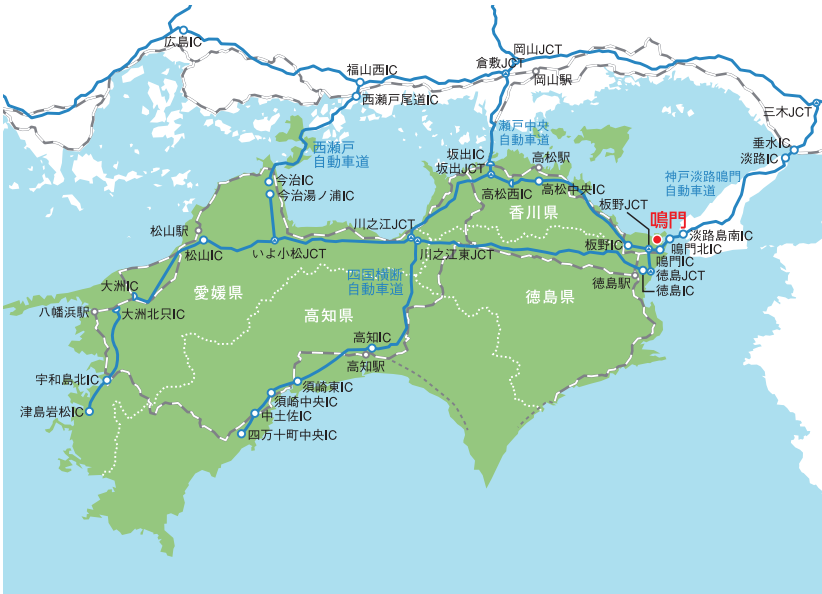 広島IC
岡山JCT
倉敷JCT
福山西IC
岡山駅
西瀬戸尾道IC
三木JCT
瀬戸中央
自動車道
垂水IC
淡路IC
西瀬戸
自動車道
坂出IC
坂出JCT
高松駅
神戸淡路鳴門
自動車道
今治IC
今治湯ノ浦IC
高松西IC
高松中央IC
板野JCT
香川県
鳴門
川之江JCT
松山駅
淡路島南IC
鳴門北IC
板野IC
松山IC
いよ小松JCT
川之江東JCT
鳴門IC
徳島JCT
徳島駅
徳島IC
四国横断
自動車道
大洲IC
愛媛県
徳島県
八幡浜駅
大洲北只IC
高知県
高知IC
高知駅
宇和島北IC
須崎東IC
須崎中央IC
津島岩松IC
中土佐IC
四万十町中央IC